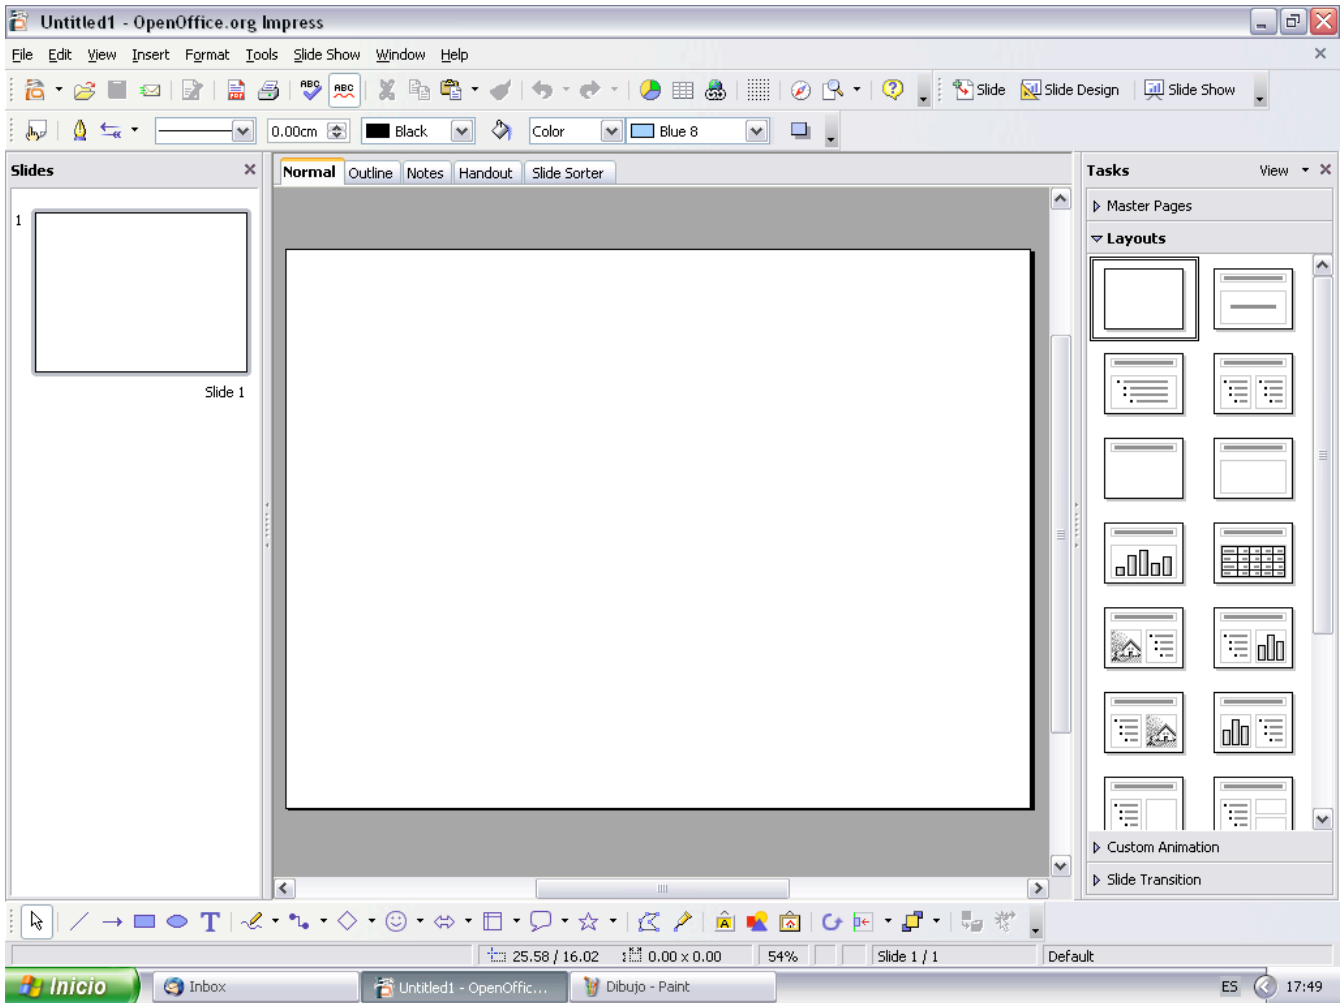 Untitled1 - OpenOffice.org Impress
File Edit View Insert Format Tools Slide Show Window Help
PDF ABC ABC Slide Slide Design Slide Show
0.00cm Black Color Blue 8
Slides
Normal Outline Notes Handout Slide Sorter
Tasks View
1
Slide 1
Master Pages
Layouts
Custom Animation
Slide Transition
T A
25.58 / 16.02 0.00 x 0.00 54% Slide 1 / 1 Default
Inicio Inbox Untitled1 - OpenOffic... Dibujo - Paint ES 17:49